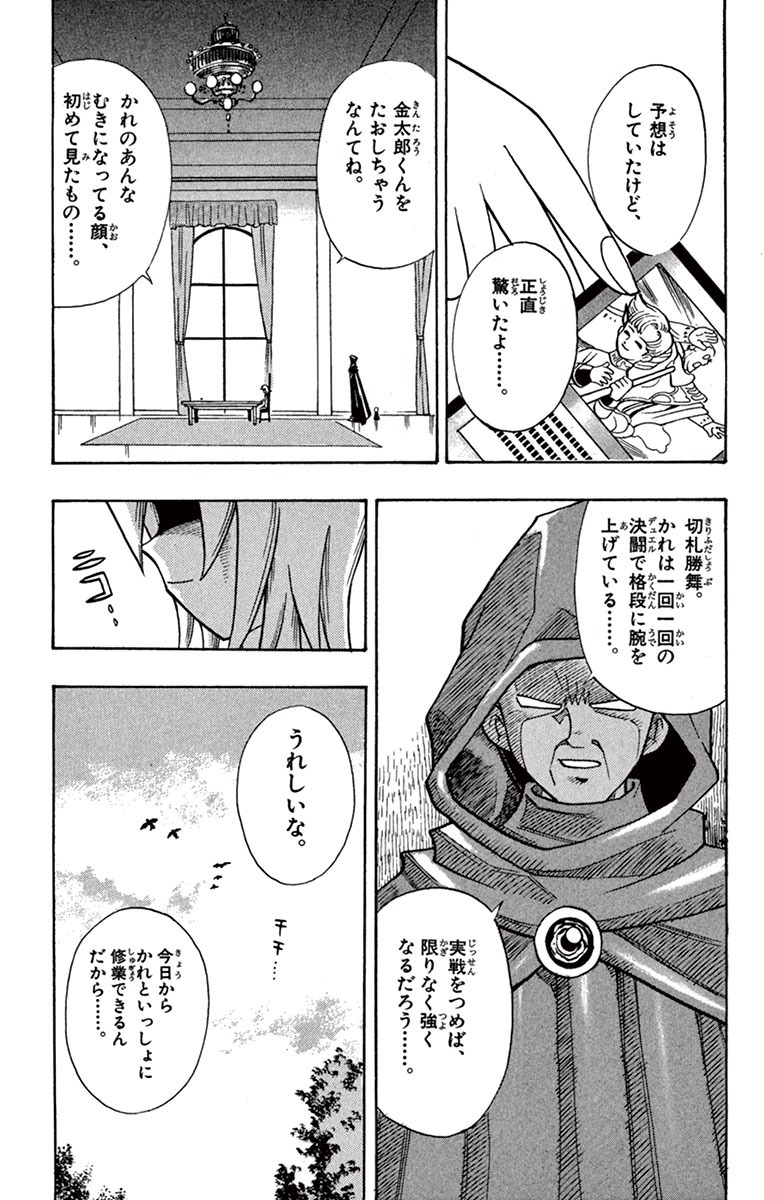 予想は
していたけど、
正直
驚いたよ……。
金太郎くんを
たおしちゃう
なんてね。
かれのあんな
むきになってる顔、
初めて見たもの……。
切札勝舞。
かれは一回一回の
決闘で格段に腕を
上げている……。
実戦をつめば、
限りなく強く
なるだろう……。
うれしいな。
チチ…
今日から
かれといっしょに
修業できるん
だから……。